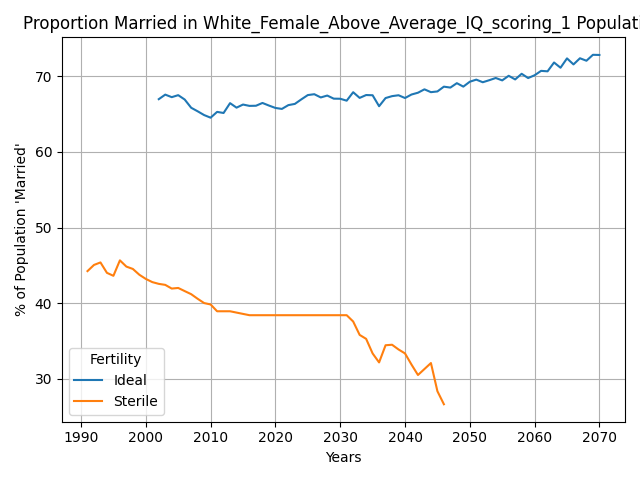 Proportion Married in White_Female_Above_Average_IQ_scoring_1 Populati
% of Population 'Married'
70
60
50
40
30
Fertility
Ideal
Sterile
1990 2000 2010 2020 2030 2040 2050 2060 2070
Years